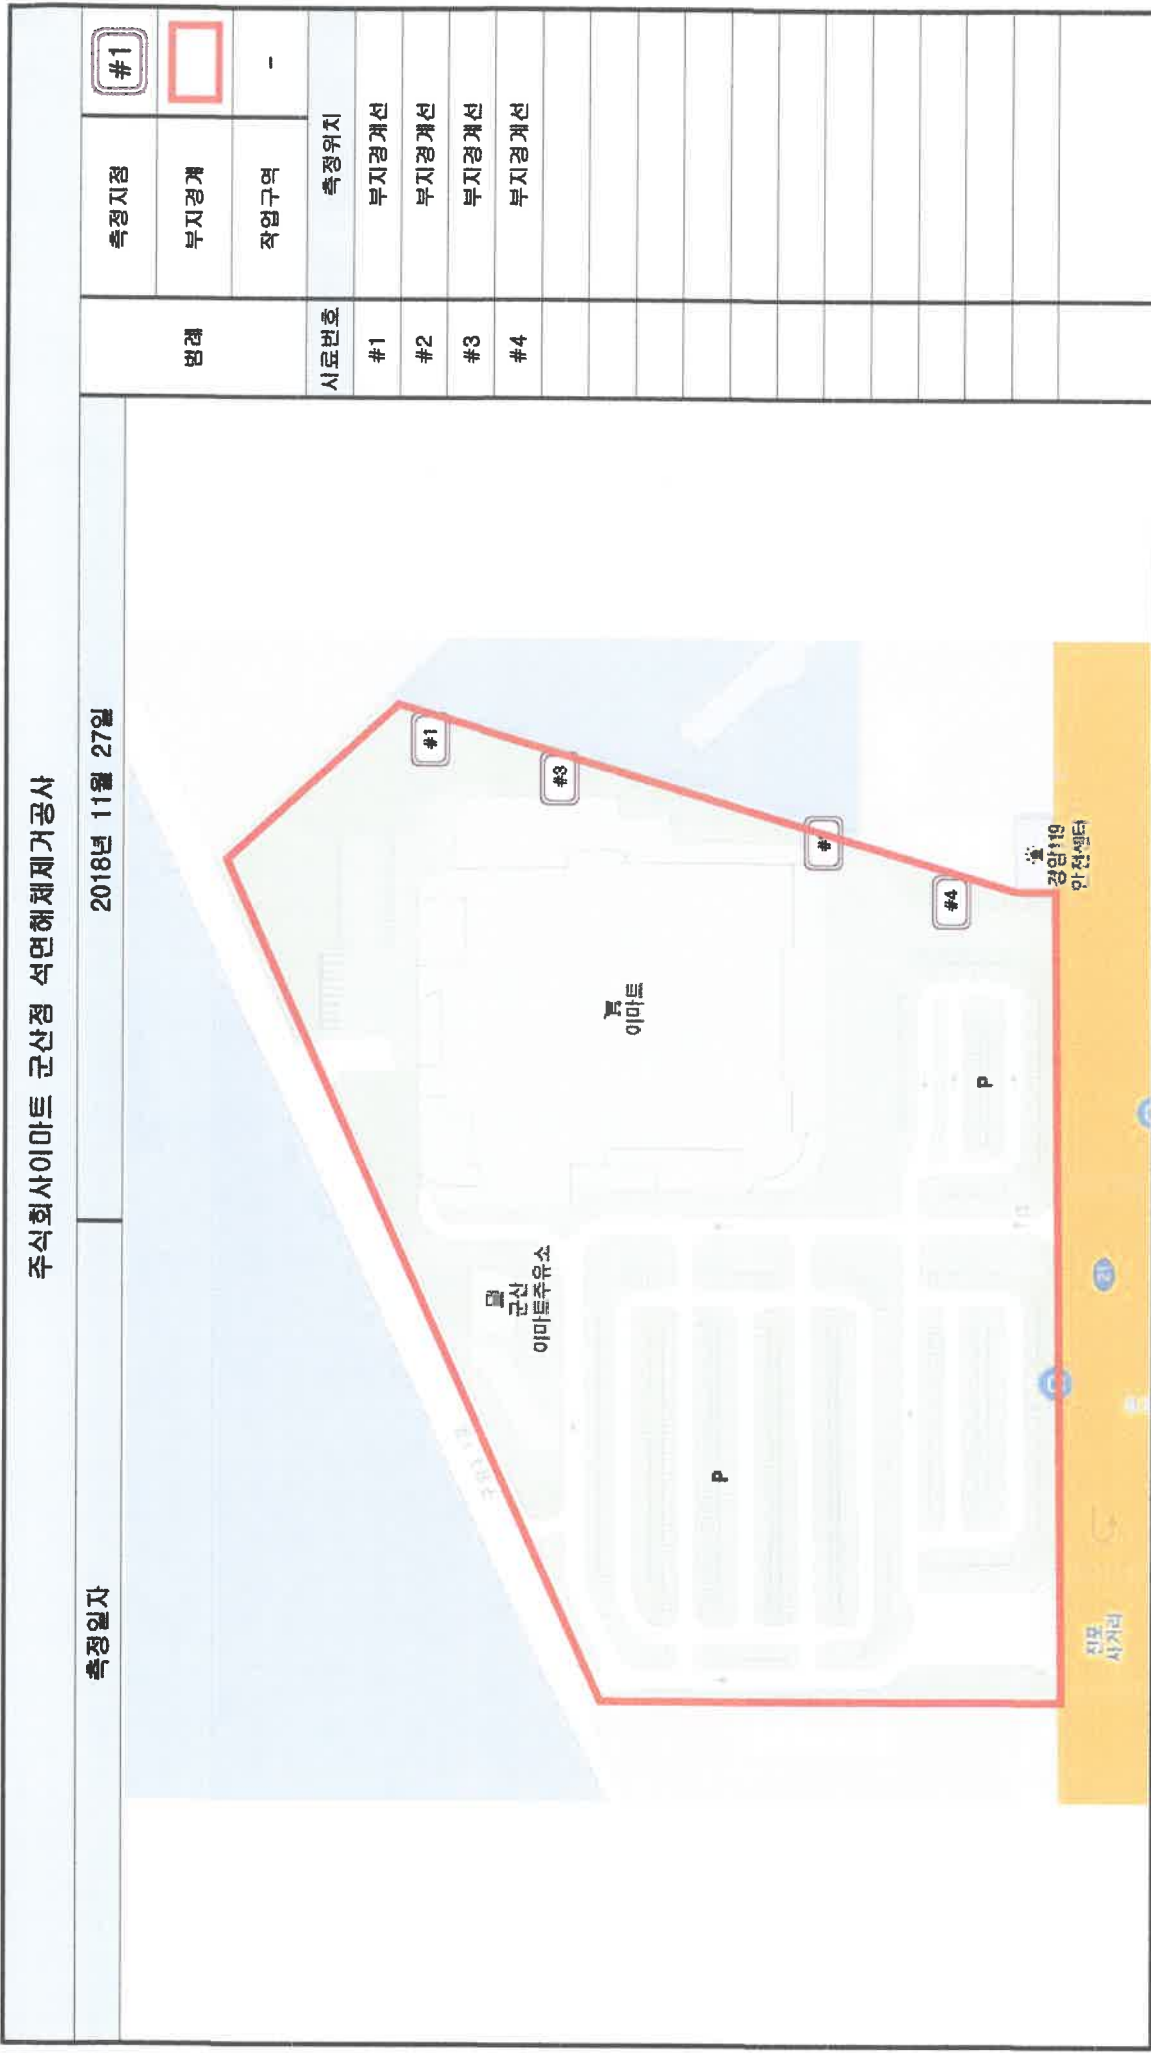 주식회사이마트 군산점 석면해체제거공사
측정일자
2018년 11월 27일
범례
측정지점
#1
부지경계
작업구역
-
시료번호
측정위치
#1
부지경계선
#2
부지경계선
#3
부지경계선
#4
부지경계선
#1
#3
#4
이마트
군산
이마트주유소
P
P
경암119
안전센터
21
진포
사거리